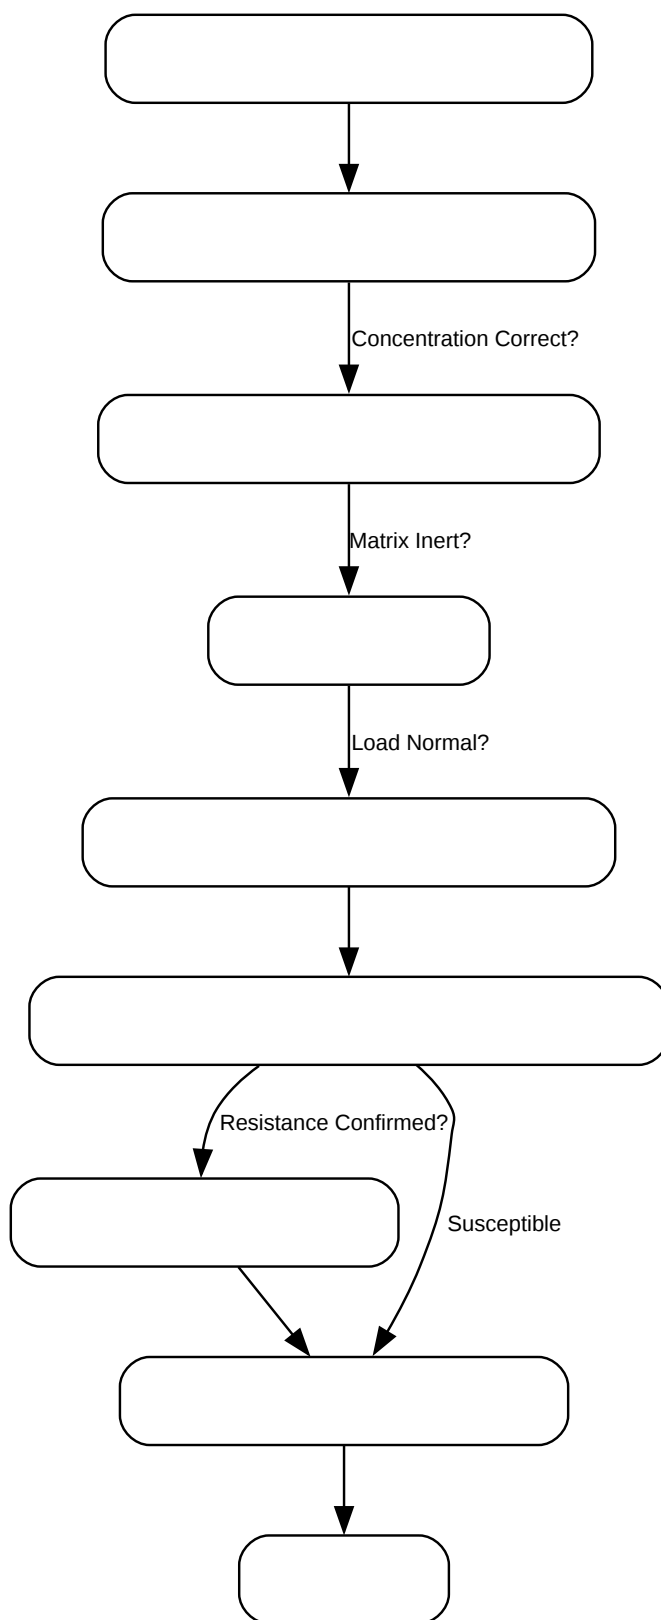 Concentration Correct?
Matrix Inert?
Load Normal?
Resistance Confirmed?
Susceptible